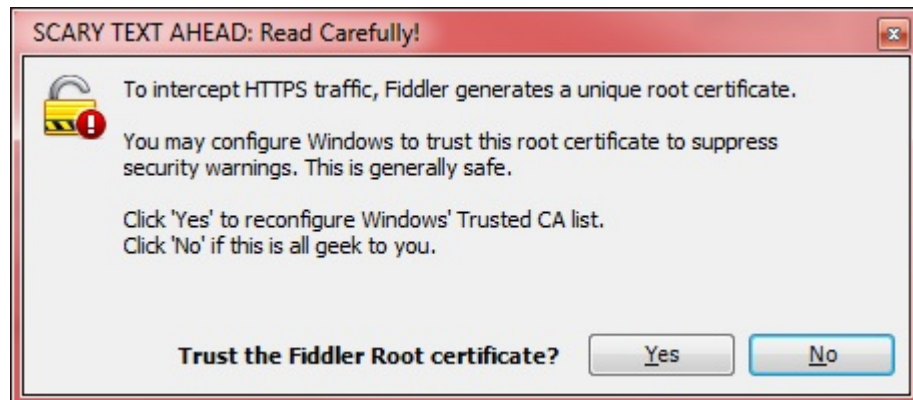 SCARY TEXT AHEAD: Read Carefully!
To intercept HTTPS traffic, Fiddler generates a unique root certificate.
You may configure Windows to trust this root certificate to suppress
security warnings. This is generally safe.
Click 'Yes' to reconfigure Windows' Trusted CA list.
Click 'No' if this is all geek to you.
Trust the Fiddler Root certificate? Yes No